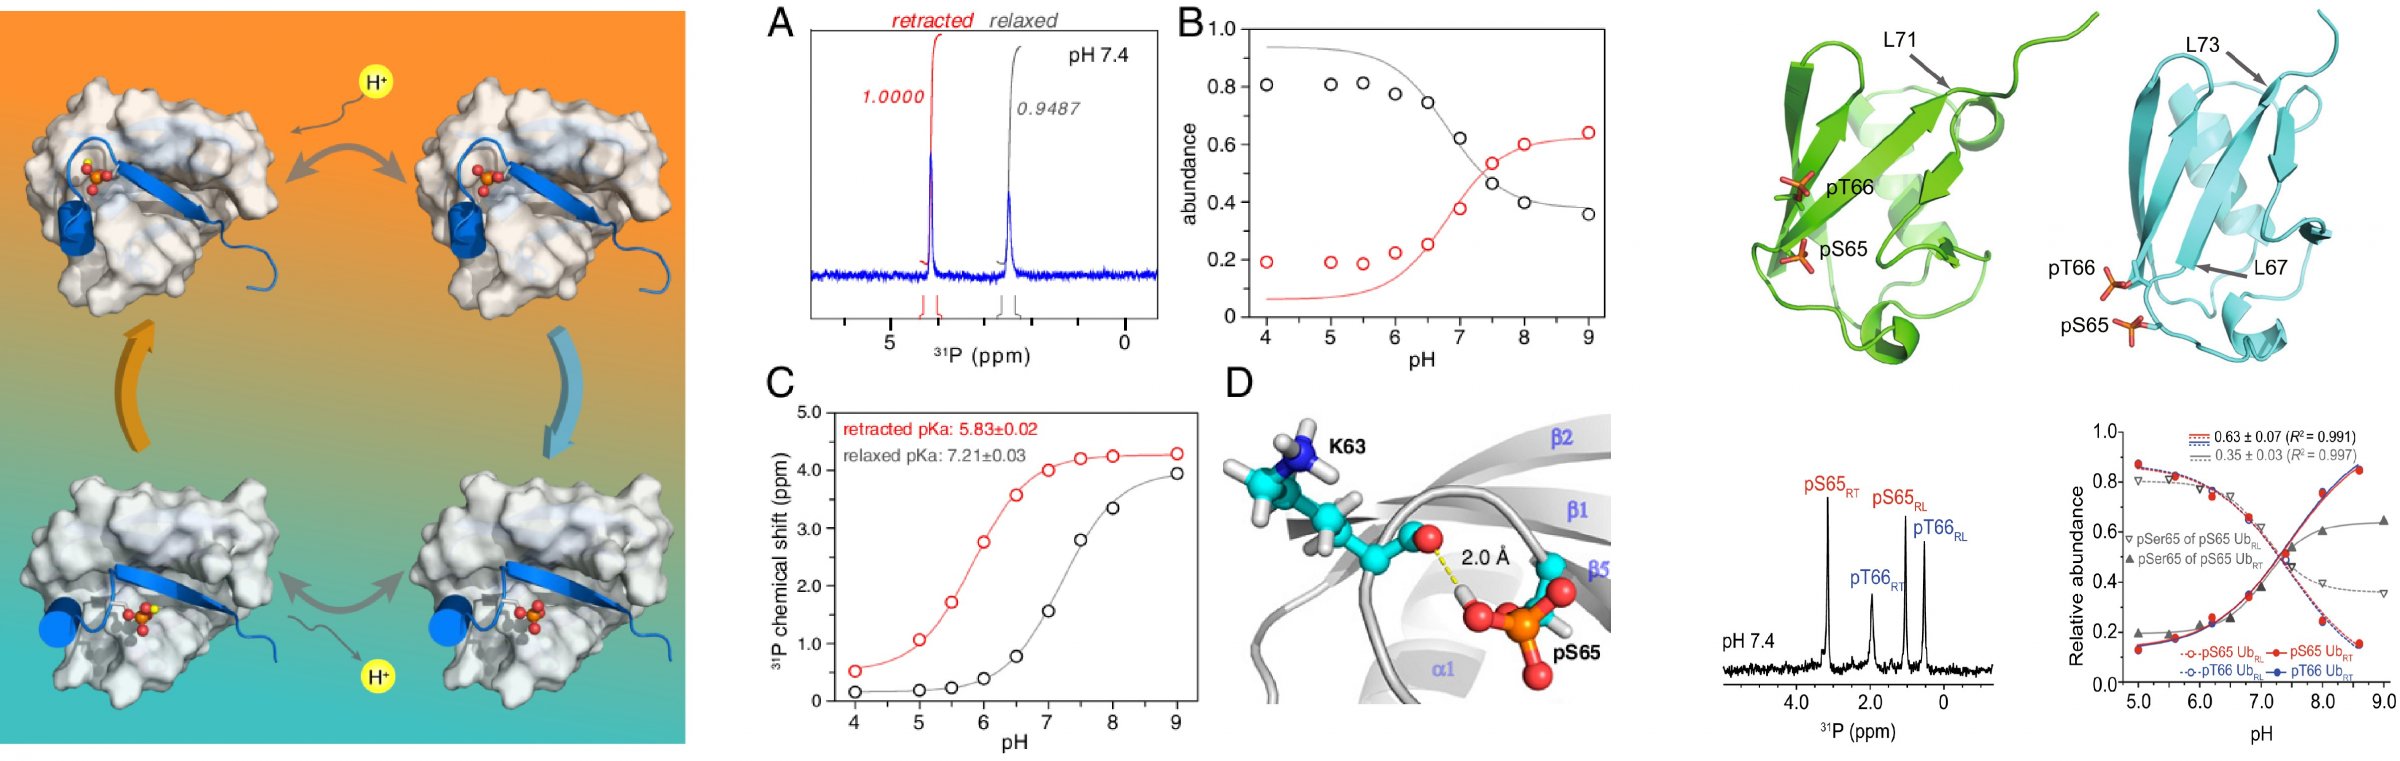 H⁺
H⁺
A
retracted relaxed
pH 7.4
1.0000
0.9487
5
0
³¹P (ppm)
B
1.0
0.8
0.6
0.4
0.2
0
abundance
4 5 6 7 8 9
pH
C
5.0
4.0
3.0
2.0
1.0
0
³¹P chemical shift (ppm)
retracted pKa: 5.83±0.02
relaxed pKa: 7.21±0.03
4 5 6 7 8 9
pH
D
K63
β2
β1
2.0 Å
β5
pS65
α1
L71
pT66
pS65
L73
pT66
L67
pS65
pS65RT
pS65RL
pT66RL
pT66RT
pH 7.4
4.0 2.0 0
³¹P (ppm)
1.0
0.8
0.6
0.4
0.2
0.0
Relative abundance
0.63 ± 0.07 (R² = 0.991)
0.35 ± 0.03 (R² = 0.997)
pSer65 of pS65 UbRL
pSer65 of pS65 UbRT
pS65 UbRL pS65 UbRT
pT66 UbRL pT66 UbRT
5.0 6.0 7.0 8.0 9.0
pH